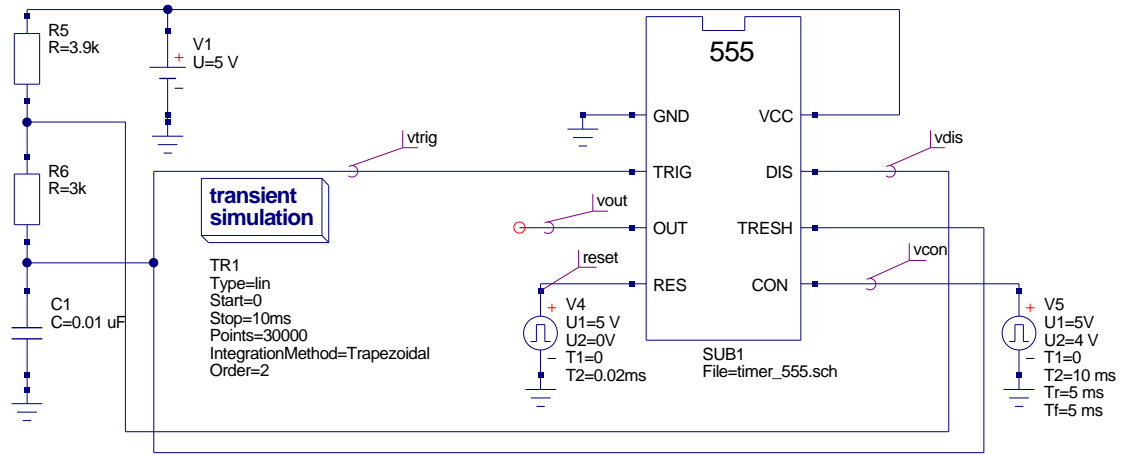 R5
R=3.9k
V1
U=5 V
+
−
R6
R=3k
C1
C=0.01 uF
vtrig
transient
simulation
TR1
Type=lin
Start=0
Stop=10ms
Points=30000
IntegrationMethod=Trapezoidal
Order=2
vout
reset
+
−
V4
U1=5 V
U2=0V
T1=0
T2=0.02ms
555
GND
VCC
TRIG
DIS
OUT
TRESH
RES
CON
SUB1
File=timer_555.sch
vdis
vcon
+
−
V5
U1=5V
U2=4 V
T1=0
T2=10 ms
Tr=5 ms
Tf=5 ms